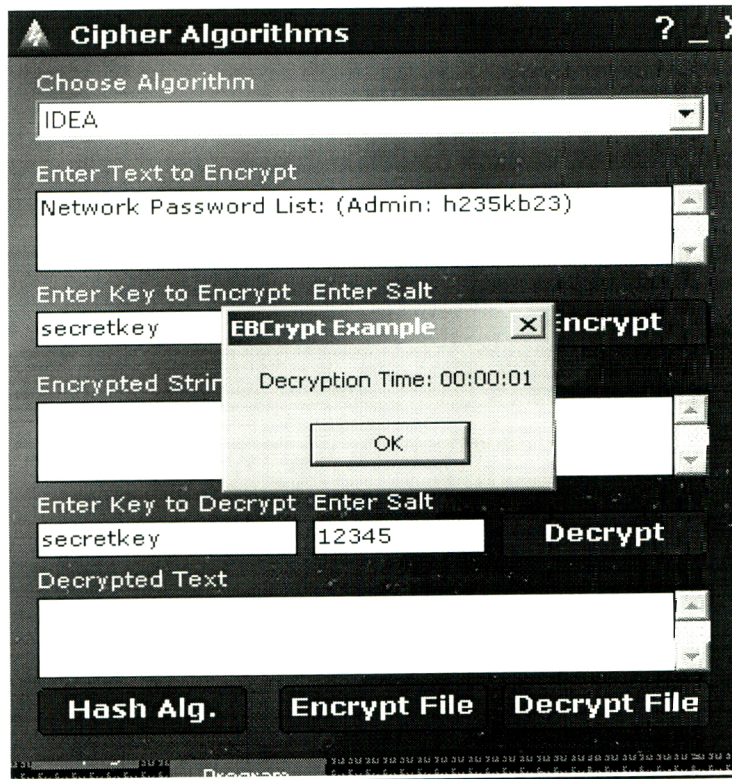 Cipher Algorithms ? _ X
Choose Algorithm
IDEA
Enter Text to Encrypt
Network Password List: (Admin: h235kb23)
Enter Key to Encrypt Enter Salt
secretkey
EBCrypt Example
Encrypt
Decryption Time: 00:00:01
OK
Encrypted Strin
Enter Key to Decrypt Enter Salt
secretkey 12345 Decrypt
Decrypted Text
Hash Alg. Encrypt File Decrypt File
Program